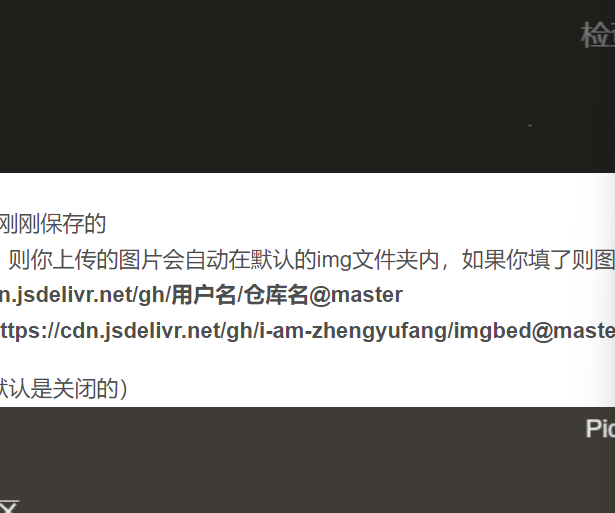 刚刚保存的
，则你上传的图片会自动在默认的img文件夹内，如果你填了则图
n.jsdelivr.net/gh/用户名/仓库名@master
ttps://cdn.jsdelivr.net/gh/i-am-zhengyufang/imgbed@maste
默认是关闭的）
Pic